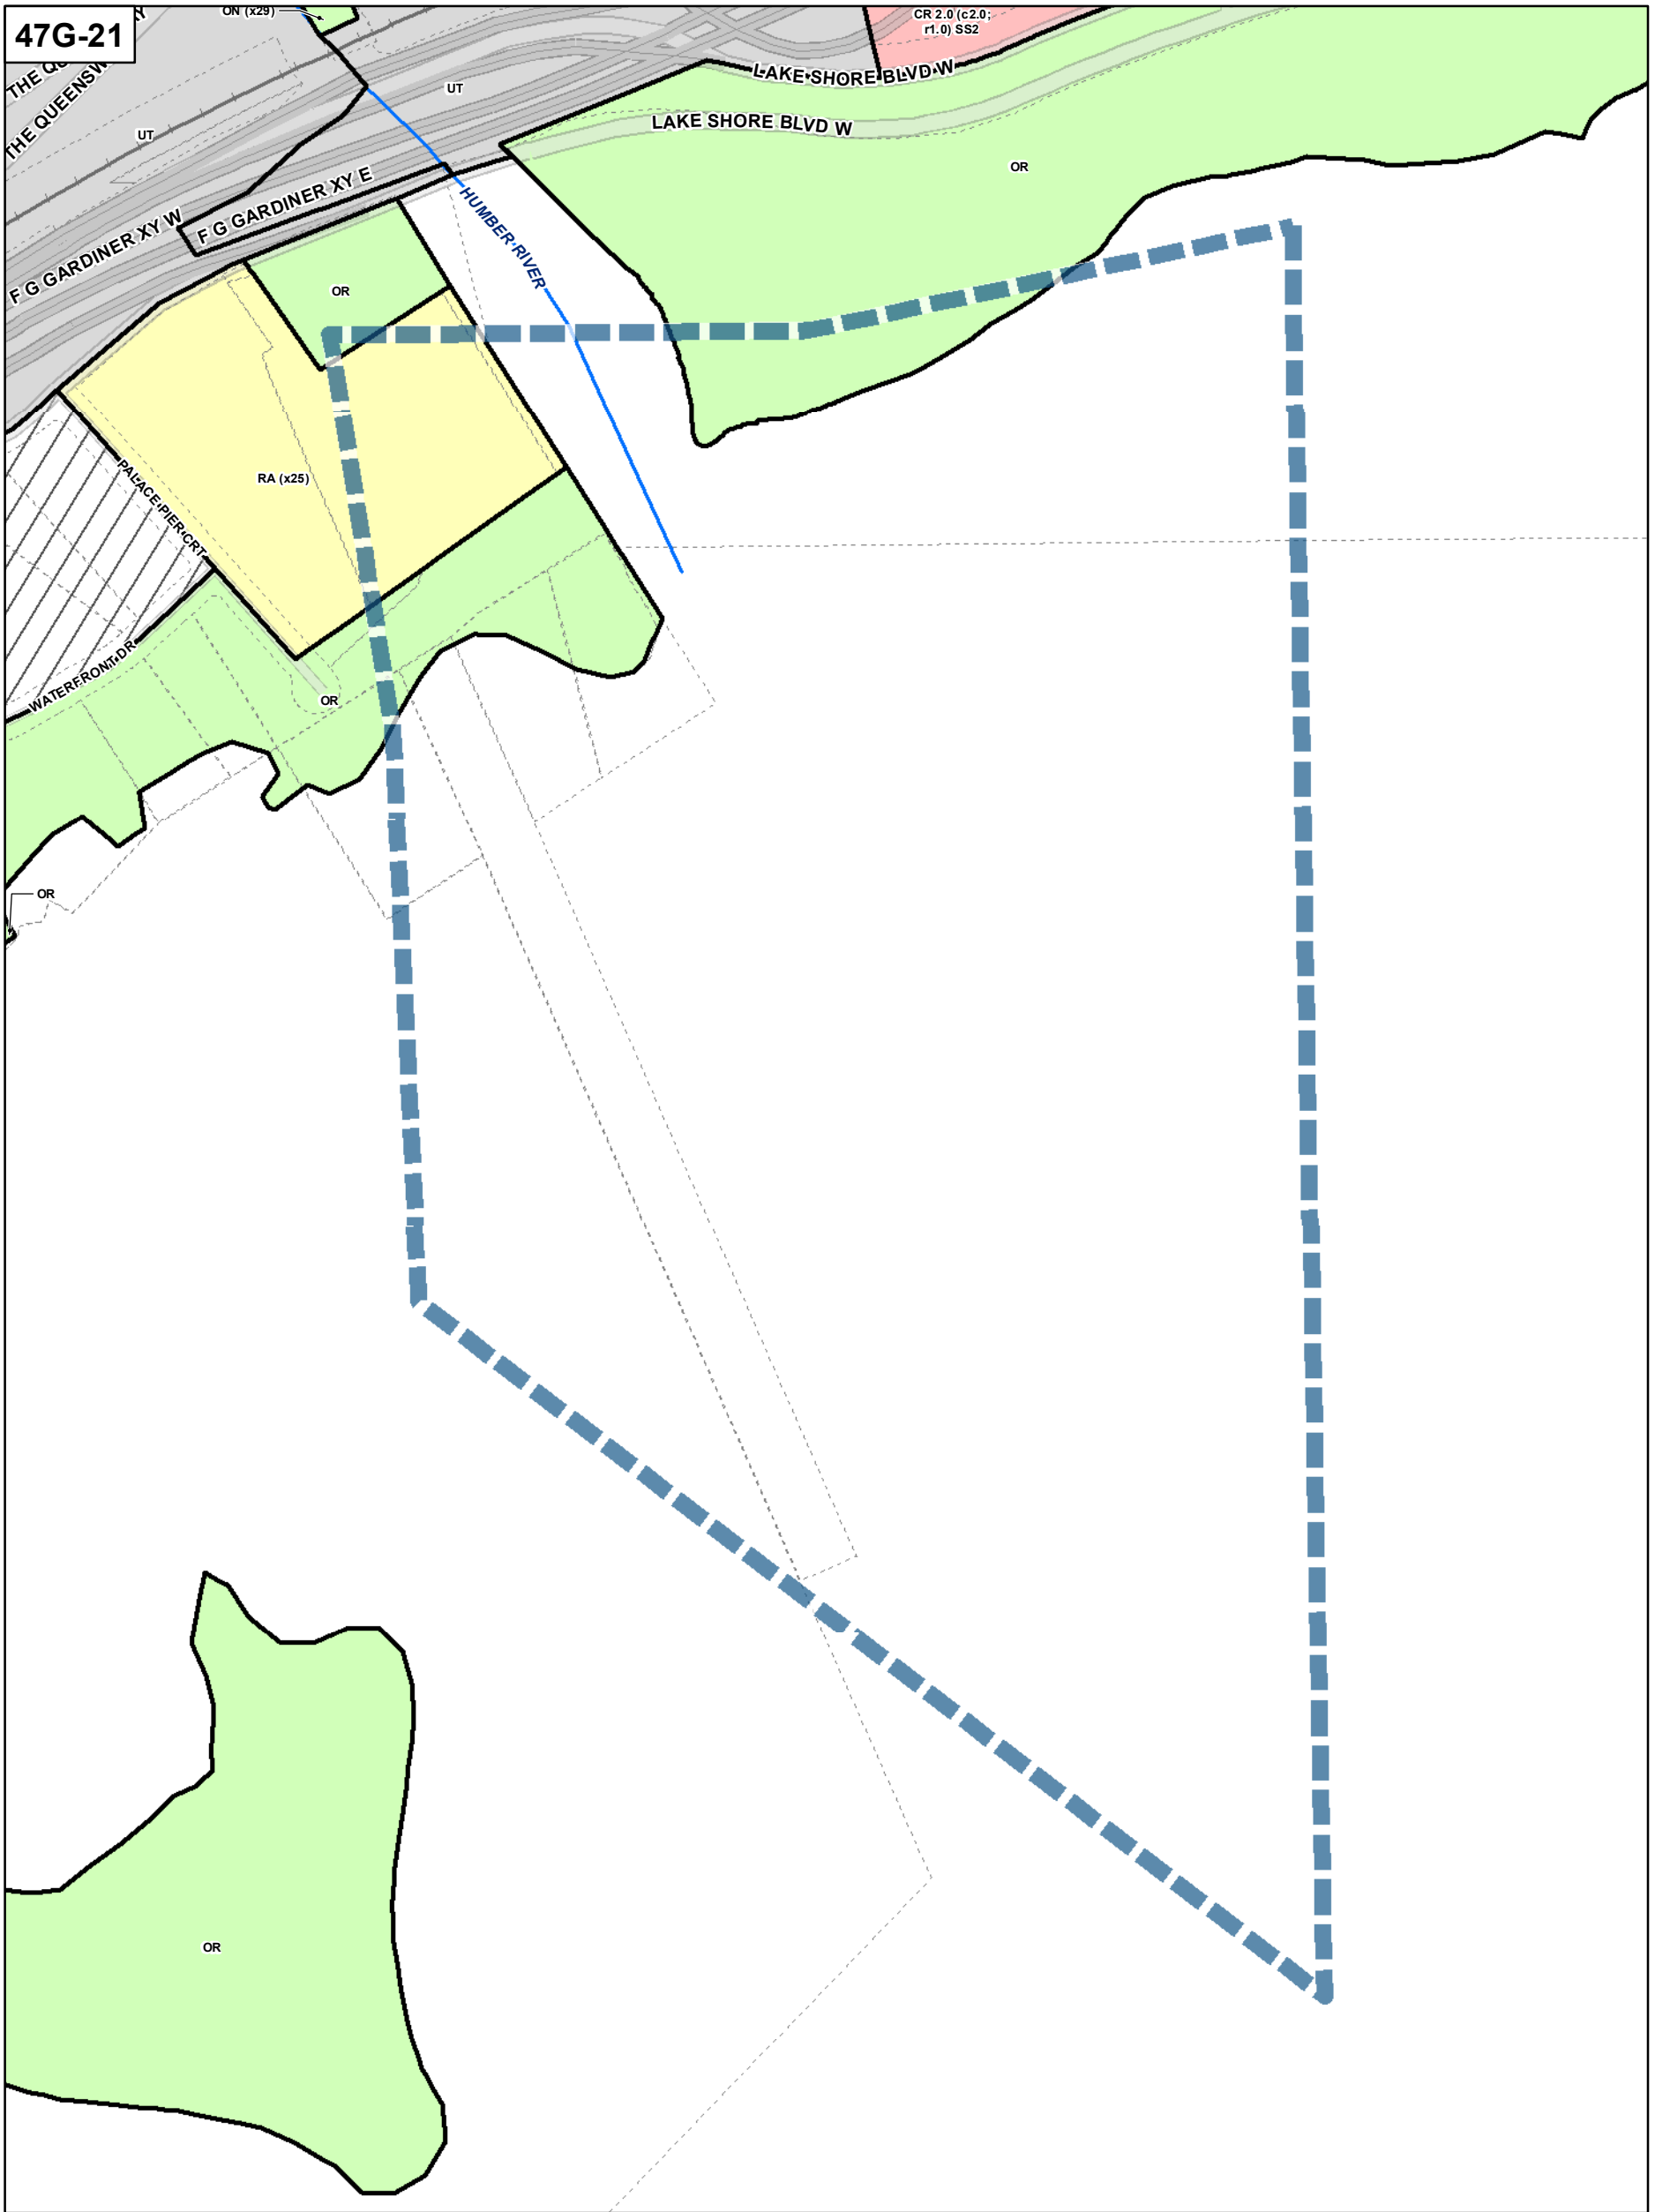 47G-21
ON (x29)
CR 2.0 (c2.0;
r1.0) SS2
THE QUEENSW
UT
UT
LAKE SHORE BLVD W
LAKE SHORE BLVD W
OR
F G GARDINER XY E
F G GARDINER XY W
HUMBER RIVER
OR
RA (x25)
PALACE PIER CRT
WATERFRONT DR
OR
OR
OR